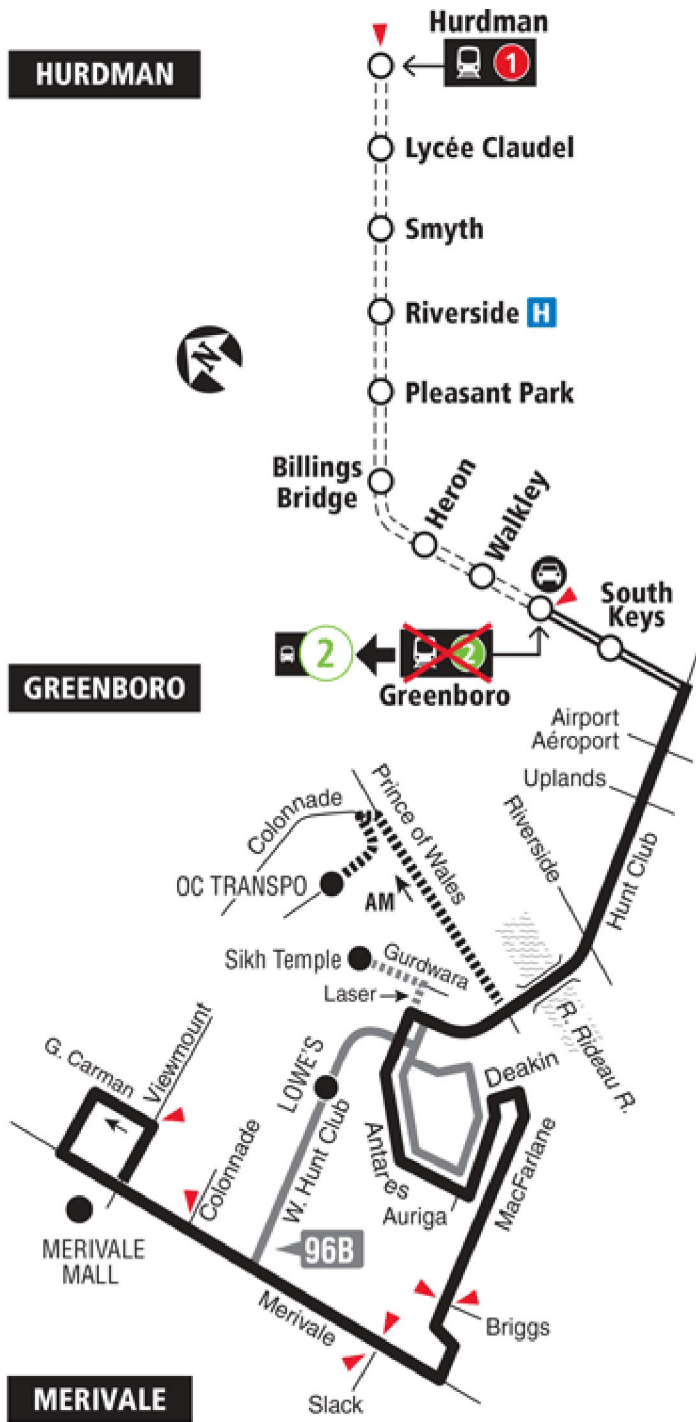 HURDMAN
Hurdman
1
Lycée Claudel
Smyth
Riverside H
N
Pleasant Park
Billings
Bridge
Heron
Walkley
South
Keys
2
2
Greenboro
GREENBORO
Airport
Aéroport
Uplands
Colonnade
Prince of Wales
Riverside
Hunt Club
OC TRANSPO
AM
Sikh Temple
Gurdwara
Laser
R. Rideau R.
G. Carman
Viewmount
LOWE'S
Deakin
Colonnade
W. Hunt Club
Antares
MacFarlane
Auriga
MERIVALE
MALL
96B
Merivale
Briggs
Slack
MERIVALE